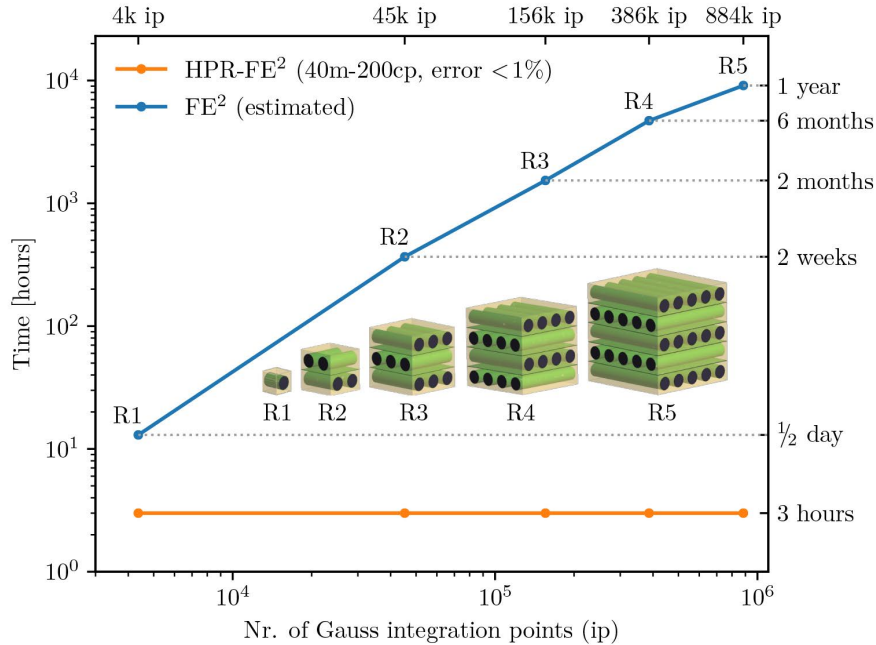 4k ip 45k ip 156k ip 386k ip 884k ip
HPR-FE² (40m-200cp, error <1%)
FE² (estimated)
R5
R4
R3
R2
R1
10⁴
10³
10²
10¹
10⁰
Time [hours]
1 year
6 months
2 months
2 weeks
½ day
3 hours
R1 R2 R3 R4 R5
10⁴ 10⁵ 10⁶
Nr. of Gauss integration points (ip)